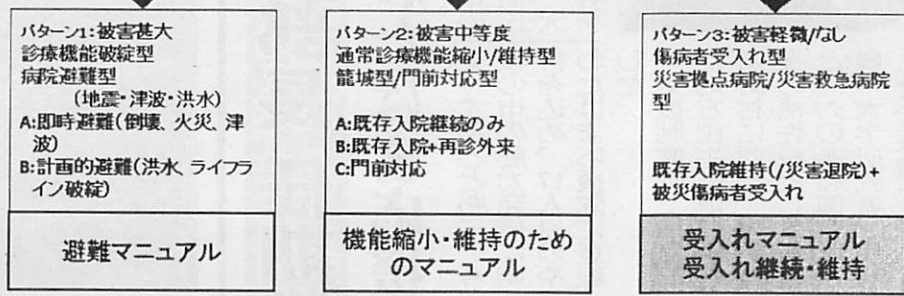 パターン1:被害甚大
診療機能破綻型
病院避難型
(地震・津波・洪水)
A:即時避難(倒壊、火災、津
波)
B:計画的避難(洪水、ライフラ
イン破綻)
避難マニュアル
パターン2:被害中等度
通常診療機能縮小/維持型
籠城型/門前対応型
A:既存入院継続のみ
B:既存入院+再診外来
C:門前対応
機能縮小・維持のため
のマニュアル
パターン3:被害軽微/なし
傷病者受入れ型
災害拠点病院/災害救急病院
型
既存入院維持(/災害退院)+
被災傷病者受入れ
受入れマニュアル
受入れ継続・維持